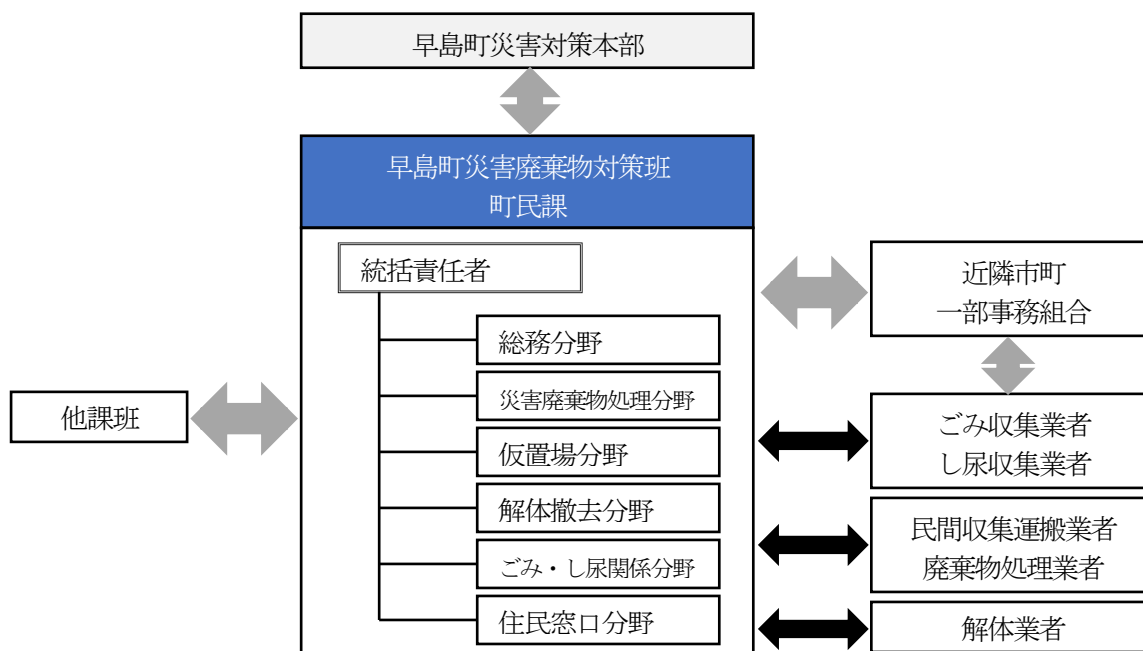 早島町災害対策本部
早島町災害廃棄物対策班
町民課
統括責任者
総務分野
災害廃棄物処理分野
仮置場分野
解体撤去分野
ごみ・し尿関係分野
住民窓口分野
他課班
近隣市町
一部事務組合
ごみ収集業者
し尿収集業者
民間収集運搬業者
廃棄物処理業者
解体業者